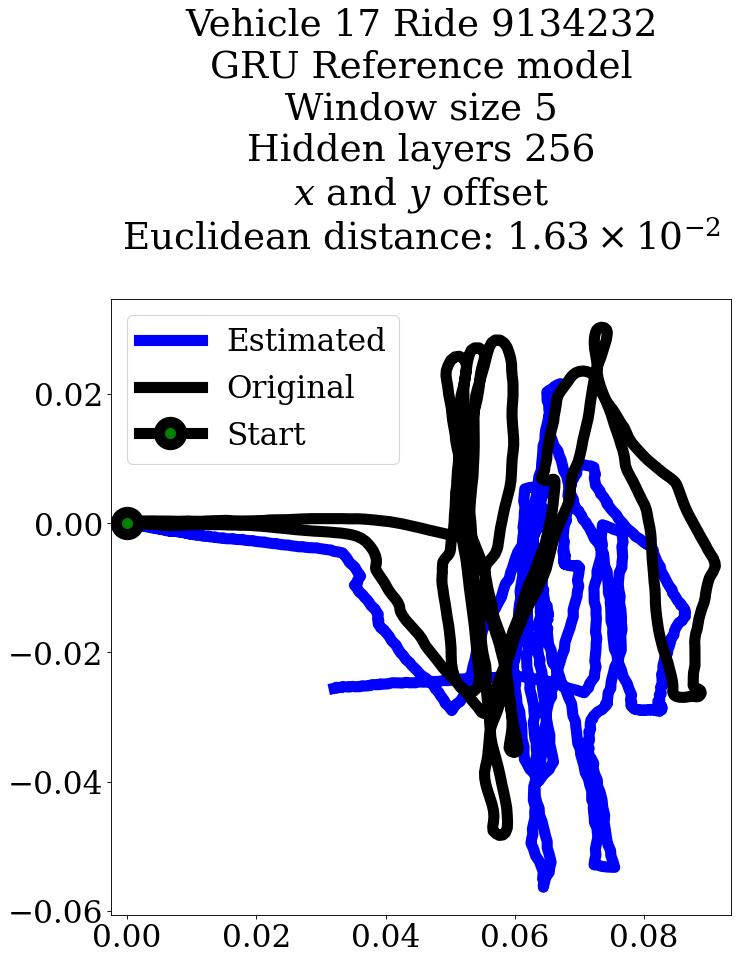 Vehicle 17 Ride 9134232
GRU Reference model
Window size 5
Hidden layers 256
x and y offset
Euclidean distance: 1.63 × 10⁻²
Estimated
Original
Start
0.02
0.00
−0.02
−0.04
−0.06
0.00 0.02 0.04 0.06 0.08